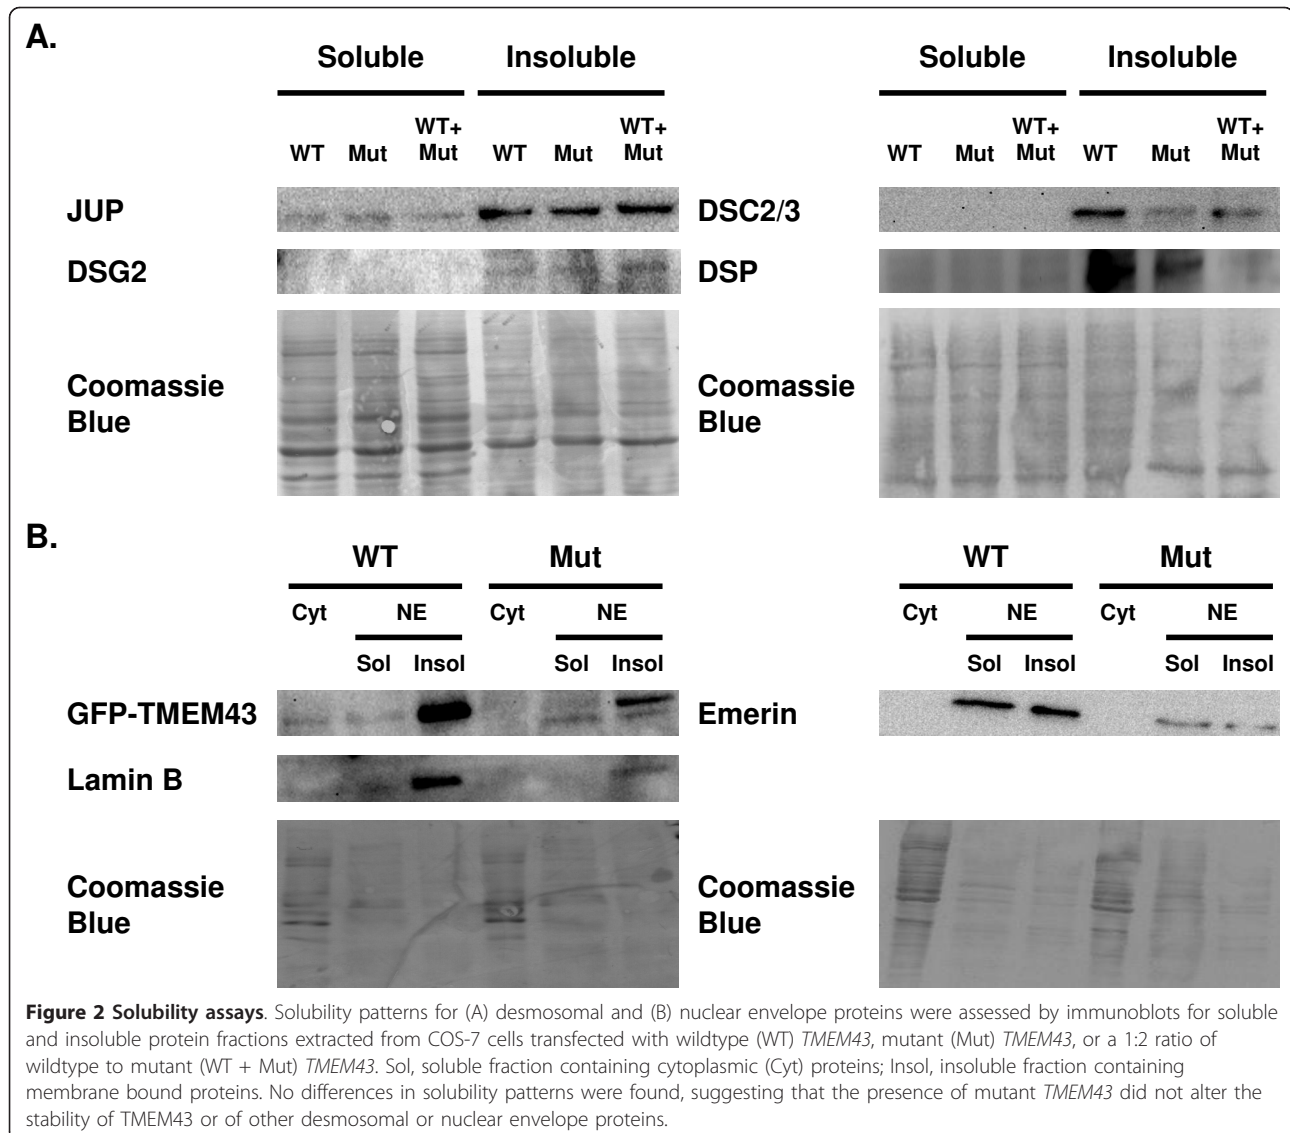 A.
Soluble Insoluble
WT Mut WT+ Mut WT Mut WT+ Mut
JUP
DSG2
Coomassie
Blue
Soluble Insoluble
WT Mut WT+ Mut WT Mut WT+ Mut
DSC2/3
DSP
Coomassie
Blue
B.
WT Mut
Cyt NE Cyt NE
Sol Insol Sol Insol
GFP-TMEM43
Lamin B
Coomassie
Blue
WT Mut
Cyt NE Cyt NE
Sol Insol Sol Insol
Emerin
Coomassie
Blue
Figure 2 Solubility assays. Solubility patterns for (A) desmosomal and (B) nuclear envelope proteins were assessed by immunoblots for soluble
and insoluble protein fractions extracted from COS-7 cells transfected with wildtype (WT) TMEM43, mutant (Mut) TMEM43, or a 1:2 ratio of
wildtype to mutant (WT + Mut) TMEM43. Sol, soluble fraction containing cytoplasmic (Cyt) proteins; Insol, insoluble fraction containing
membrane bound proteins. No differences in solubility patterns were found, suggesting that the presence of mutant TMEM43 did not alter the
stability of TMEM43 or of other desmosomal or nuclear envelope proteins.